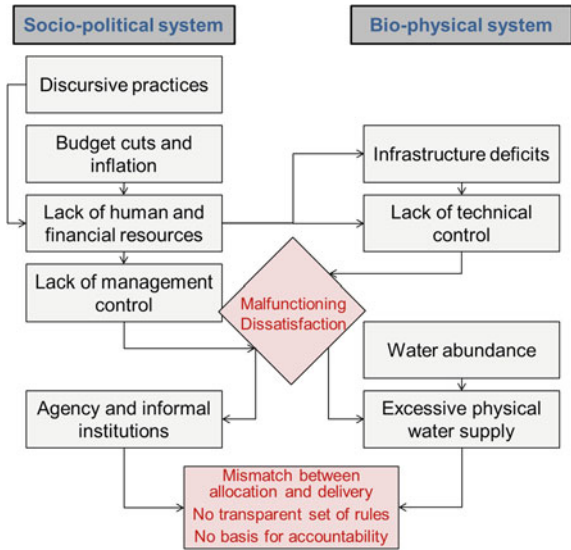 Socio-political system
Bio-physical system
Discursive practices
Budget cuts and
inflation
Infrastructure deficits
Lack of human and
financial resources
Lack of technical
control
Lack of management
control
Malfunctioning
Dissatisfaction
Water abundance
Agency and informal
institutions
Excessive physical
water supply
Mismatch between
allocation and delivery
No transparent set of rules
No basis for accountability